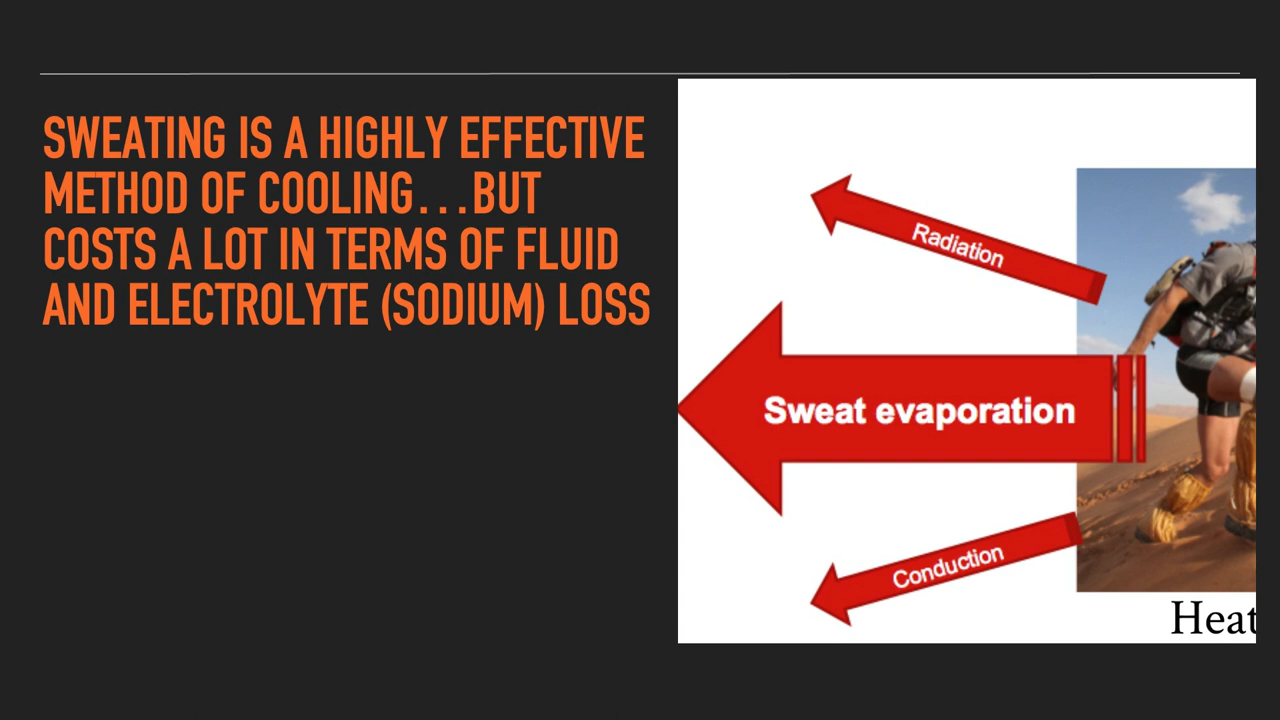 SWEATING IS A HIGHLY EFFECTIVE
METHOD OF COOLING...BUT
COSTS A LOT IN TERMS OF FLUID
AND ELECTROLYTE (SODIUM) LOSS
Radiation
Sweat evaporation
Conduction
Heat